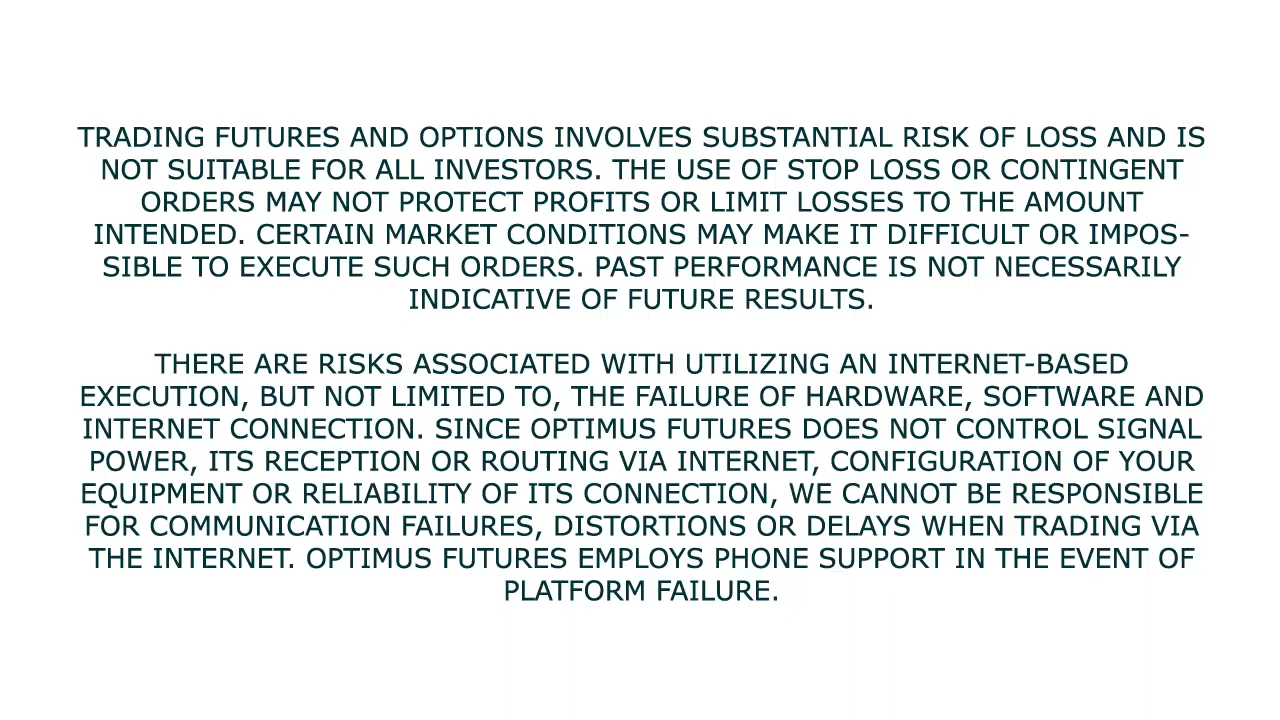 TRADING FUTURES AND OPTIONS INVOLVES SUBSTANTIAL RISK OF LOSS AND IS
NOT SUITABLE FOR ALL INVESTORS. THE USE OF STOP LOSS OR CONTINGENT
ORDERS MAY NOT PROTECT PROFITS OR LIMIT LOSSES TO THE AMOUNT
INTENDED. CERTAIN MARKET CONDITIONS MAY MAKE IT DIFFICULT OR IMPOS-
SIBLE TO EXECUTE SUCH ORDERS. PAST PERFORMANCE IS NOT NECESSARILY
INDICATIVE OF FUTURE RESULTS.
THERE ARE RISKS ASSOCIATED WITH UTILIZING AN INTERNET-BASED
EXECUTION, BUT NOT LIMITED TO, THE FAILURE OF HARDWARE, SOFTWARE AND
INTERNET CONNECTION. SINCE OPTIMUS FUTURES DOES NOT CONTROL SIGNAL
POWER, ITS RECEPTION OR ROUTING VIA INTERNET, CONFIGURATION OF YOUR
EQUIPMENT OR RELIABILITY OF ITS CONNECTION, WE CANNOT BE RESPONSIBLE
FOR COMMUNICATION FAILURES, DISTORTIONS OR DELAYS WHEN TRADING VIA
THE INTERNET. OPTIMUS FUTURES EMPLOYS PHONE SUPPORT IN THE EVENT OF
PLATFORM FAILURE.